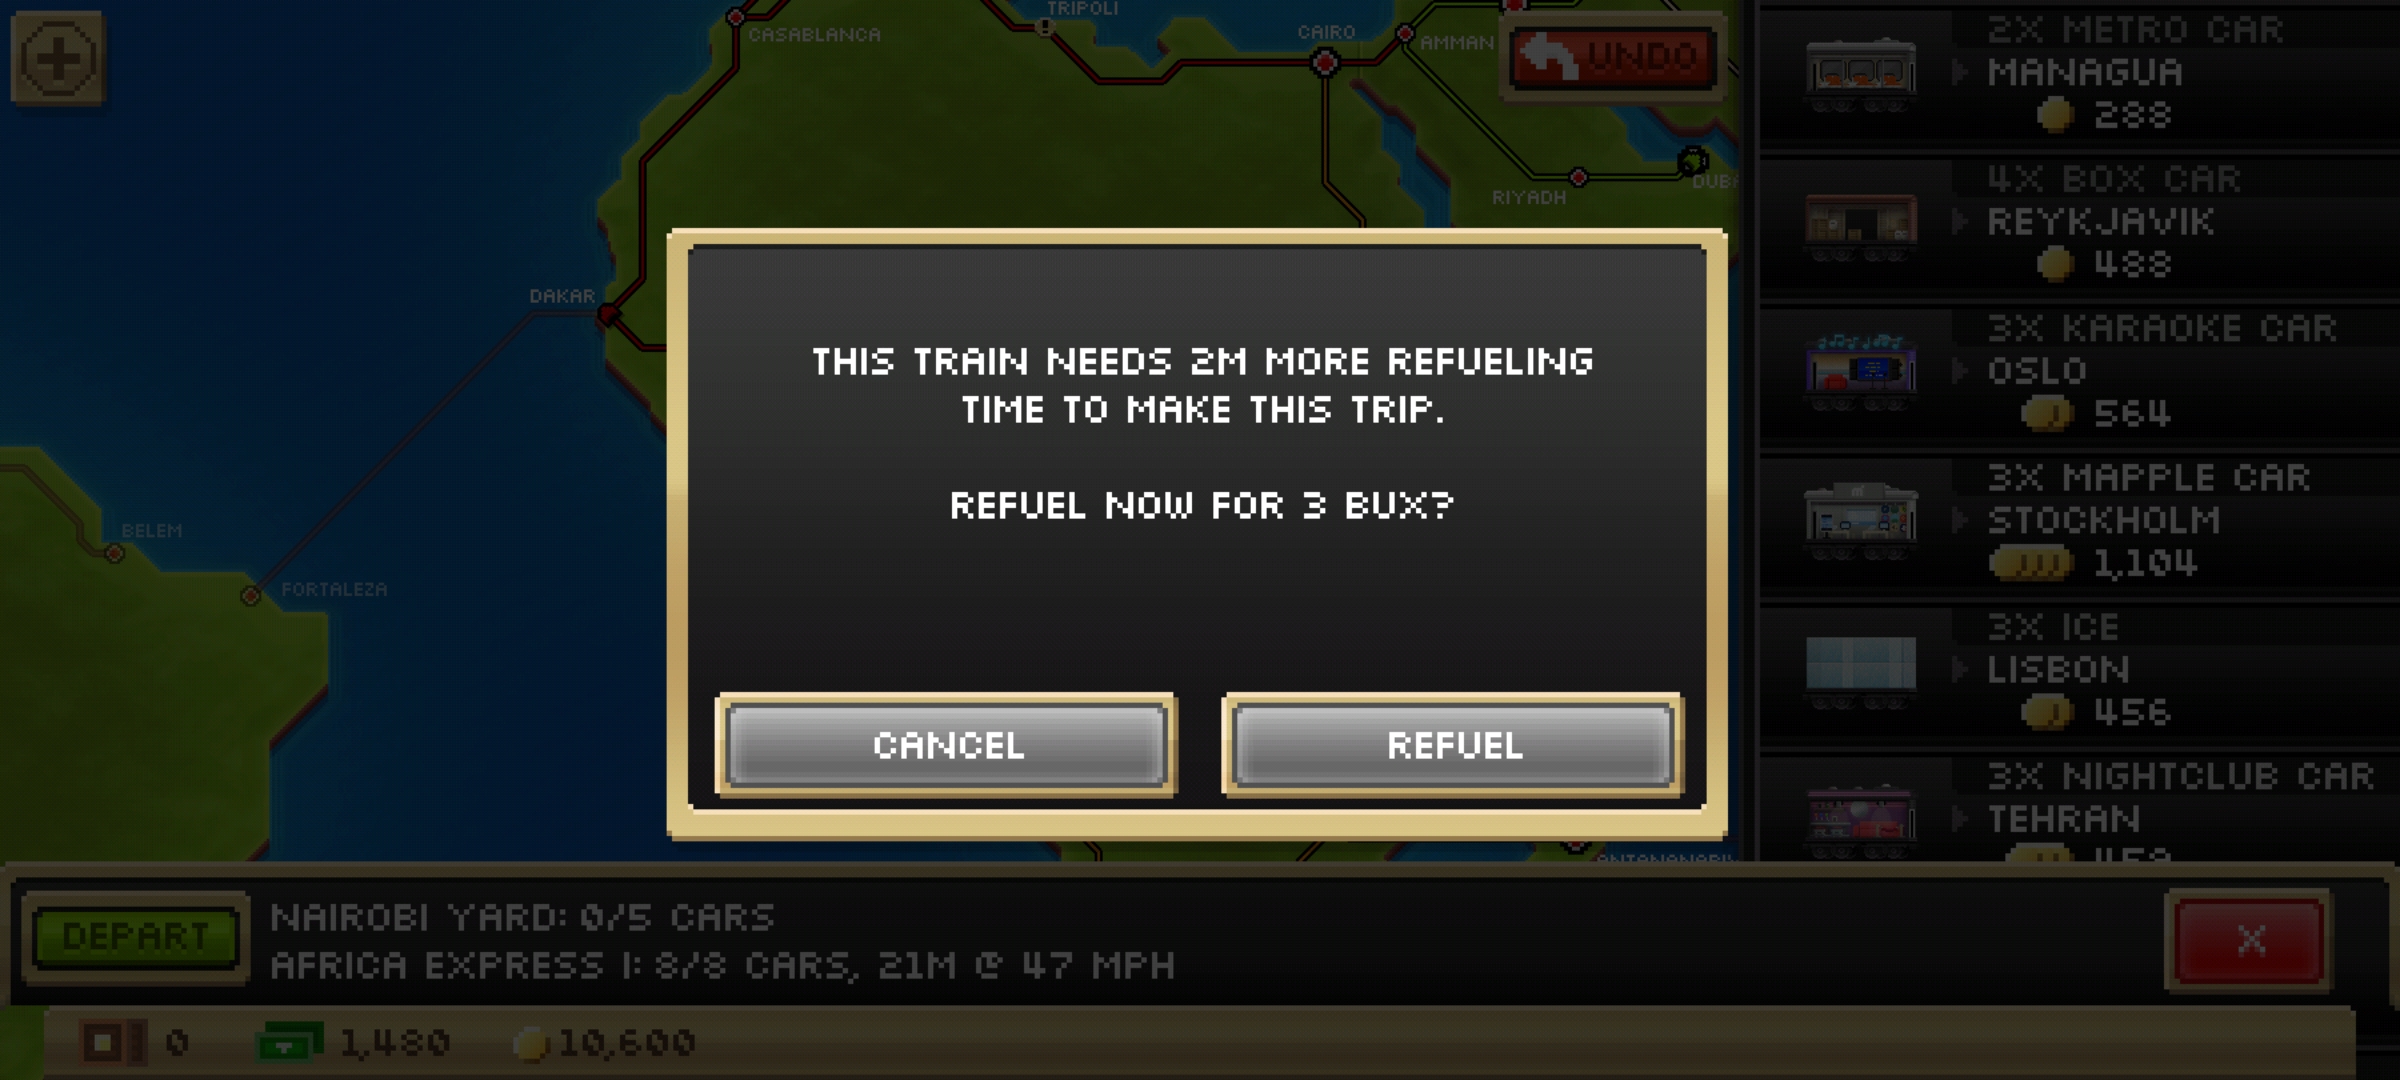 TRIPOLI
CASABLANCA
CAIRO
AMMAN
UNDO
RIYADH
DAKAR
BELEM
FORTALEZA
2X METRO CAR
MANAGUA
288
4X BOX CAR
REYKJAVIK
488
3X KARAOKE CAR
OSLO
564
3X MAPPLE CAR
STOCKHOLM
1,104
3X ICE
LISBON
456
3X NIGHTCLUB CAR
TEHRAN
THIS TRAIN NEEDS 2M MORE REFUELING
TIME TO MAKE THIS TRIP.
REFUEL NOW FOR 3 BUX?
CANCEL
REFUEL
DEPART
NAIROBI YARD: 0/5 CARS
AFRICA EXPRESS I: 8/8 CARS, 21M @ 47 MPH
X
0
1,480
10,600